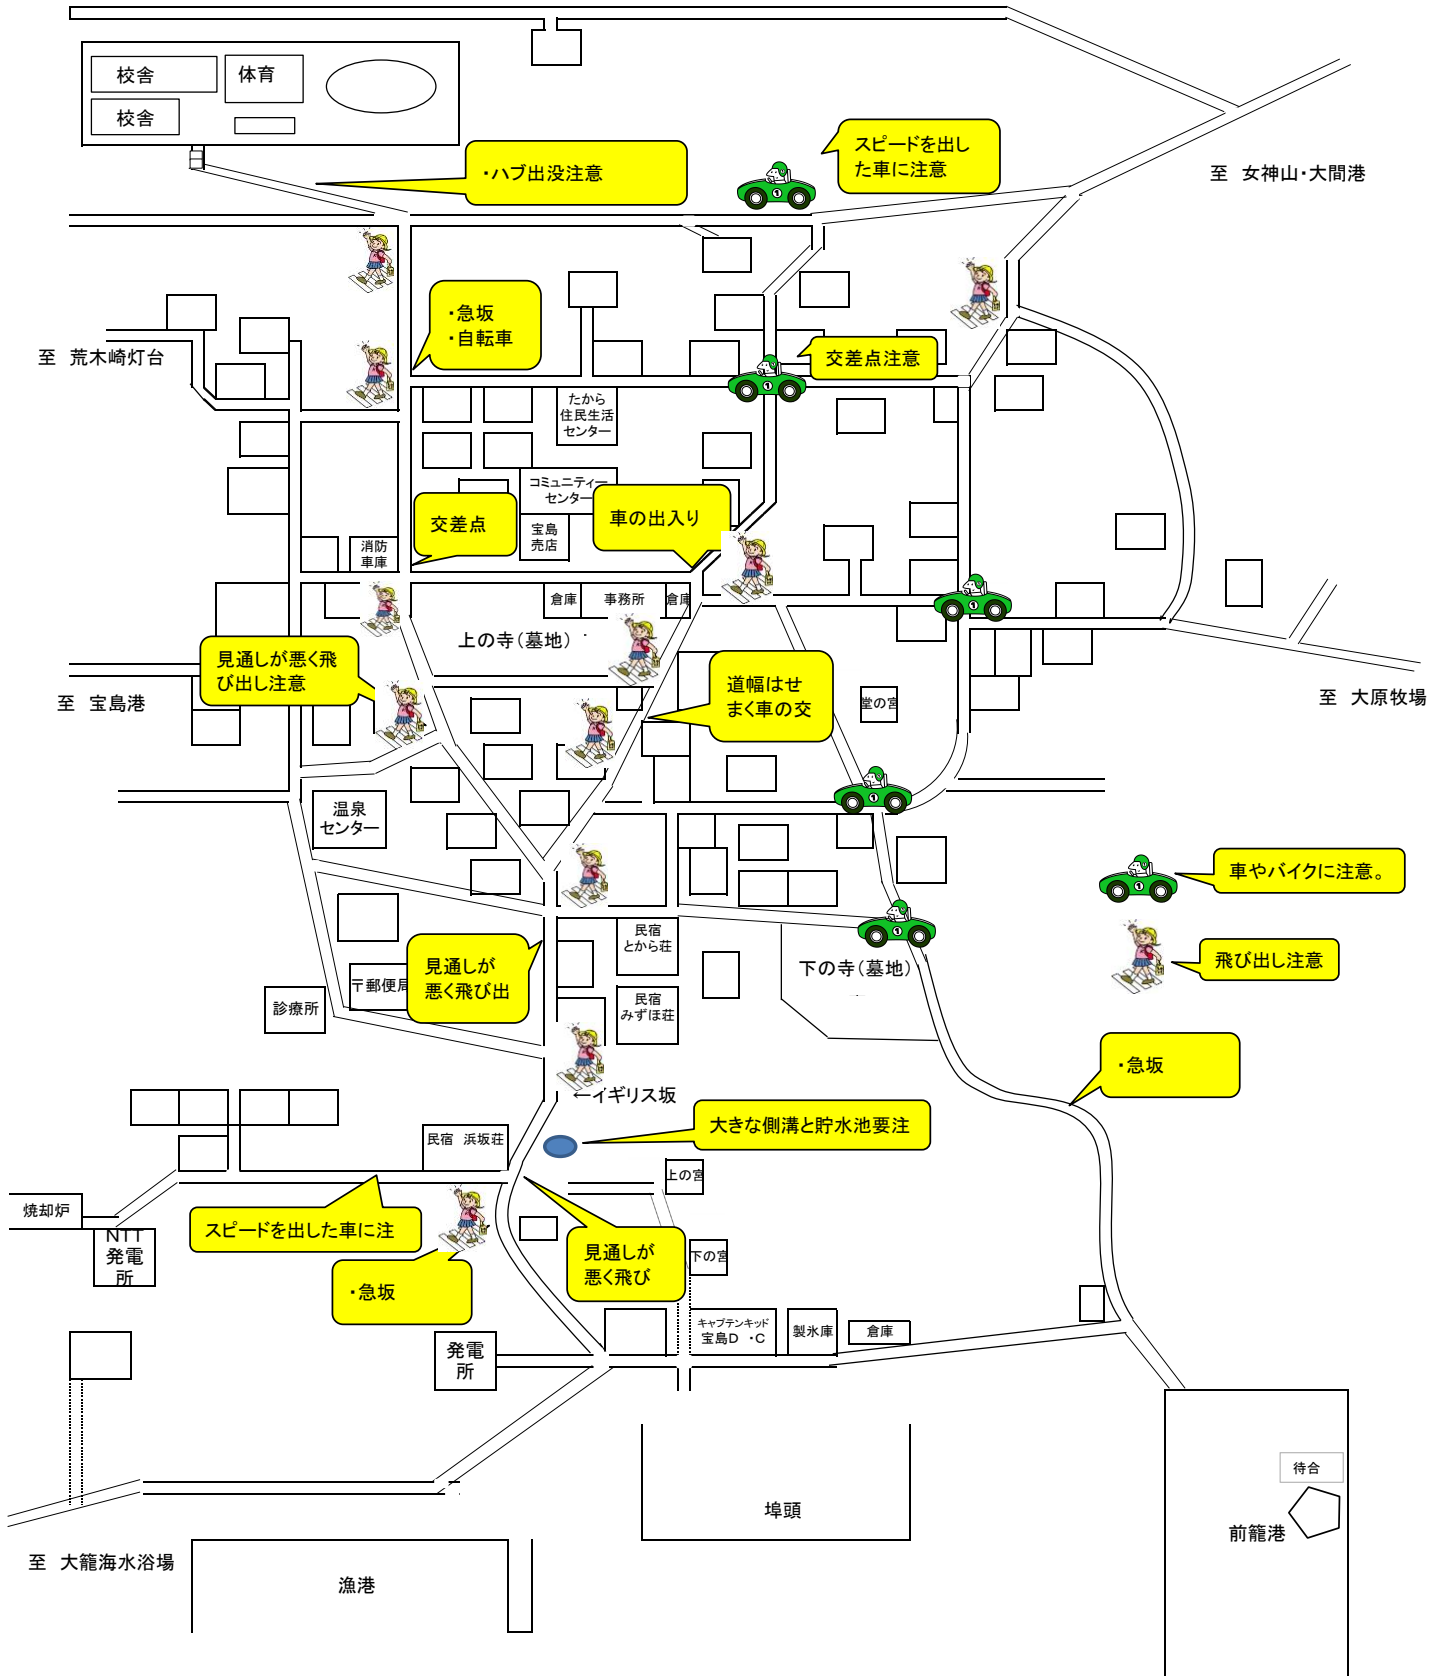 校舎
体育
校舎
・ハブ出没注意
スピードを出し
た車に注意
至　女神山・大間港
・急坂
・自転車
至　荒木崎灯台
交差点注意
たから
住民生活
センター
コミュニティー
センター
交差点
車の出入り
宝島
売店
消防
車庫
倉庫
事務所
倉庫
上の寺（墓地）
見通しが悪く飛
び出し注意
至　宝島港
道幅はせ
まく車の交
堂の宮
至　大原牧場
温泉
センター
車やバイクに注意。
民宿
とから荘
飛び出し注意
見通しが
悪く飛び出
〒郵便局
下の寺（墓地）
診療所
民宿
みずほ荘
・急坂
←イギリス坂
大きな側溝と貯水池要注
民宿　浜坂荘
上の宮
焼却炉
スピードを出した車に注
NTT
発電
所
見通しが
悪く飛び
下の宮
・急坂
キャプテンキッド
宝島D　・C
製氷庫
倉庫
発電
所
待合
埠頭
前籠港
至　大籠海水浴場
漁港